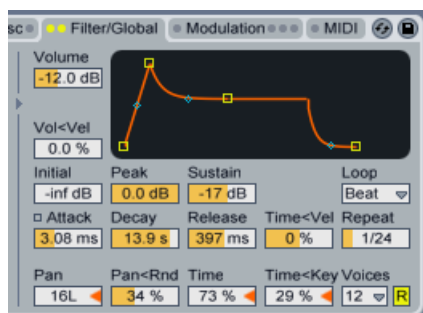 sc Filter/Global Modulation MIDI
Volume
-12.0 dB
Vol<Vel
0.0 %
Initial Peak Sustain Loop
-inf dB 0.0 dB -17 dB Beat
Attack Decay Release Time<Vel Repeat
3.08 ms 13.9 s 397 ms 0 % 1/24
Pan Pan<Rnd Time Time<Key Voices
16L 34 % 73 % 29 % 12 R